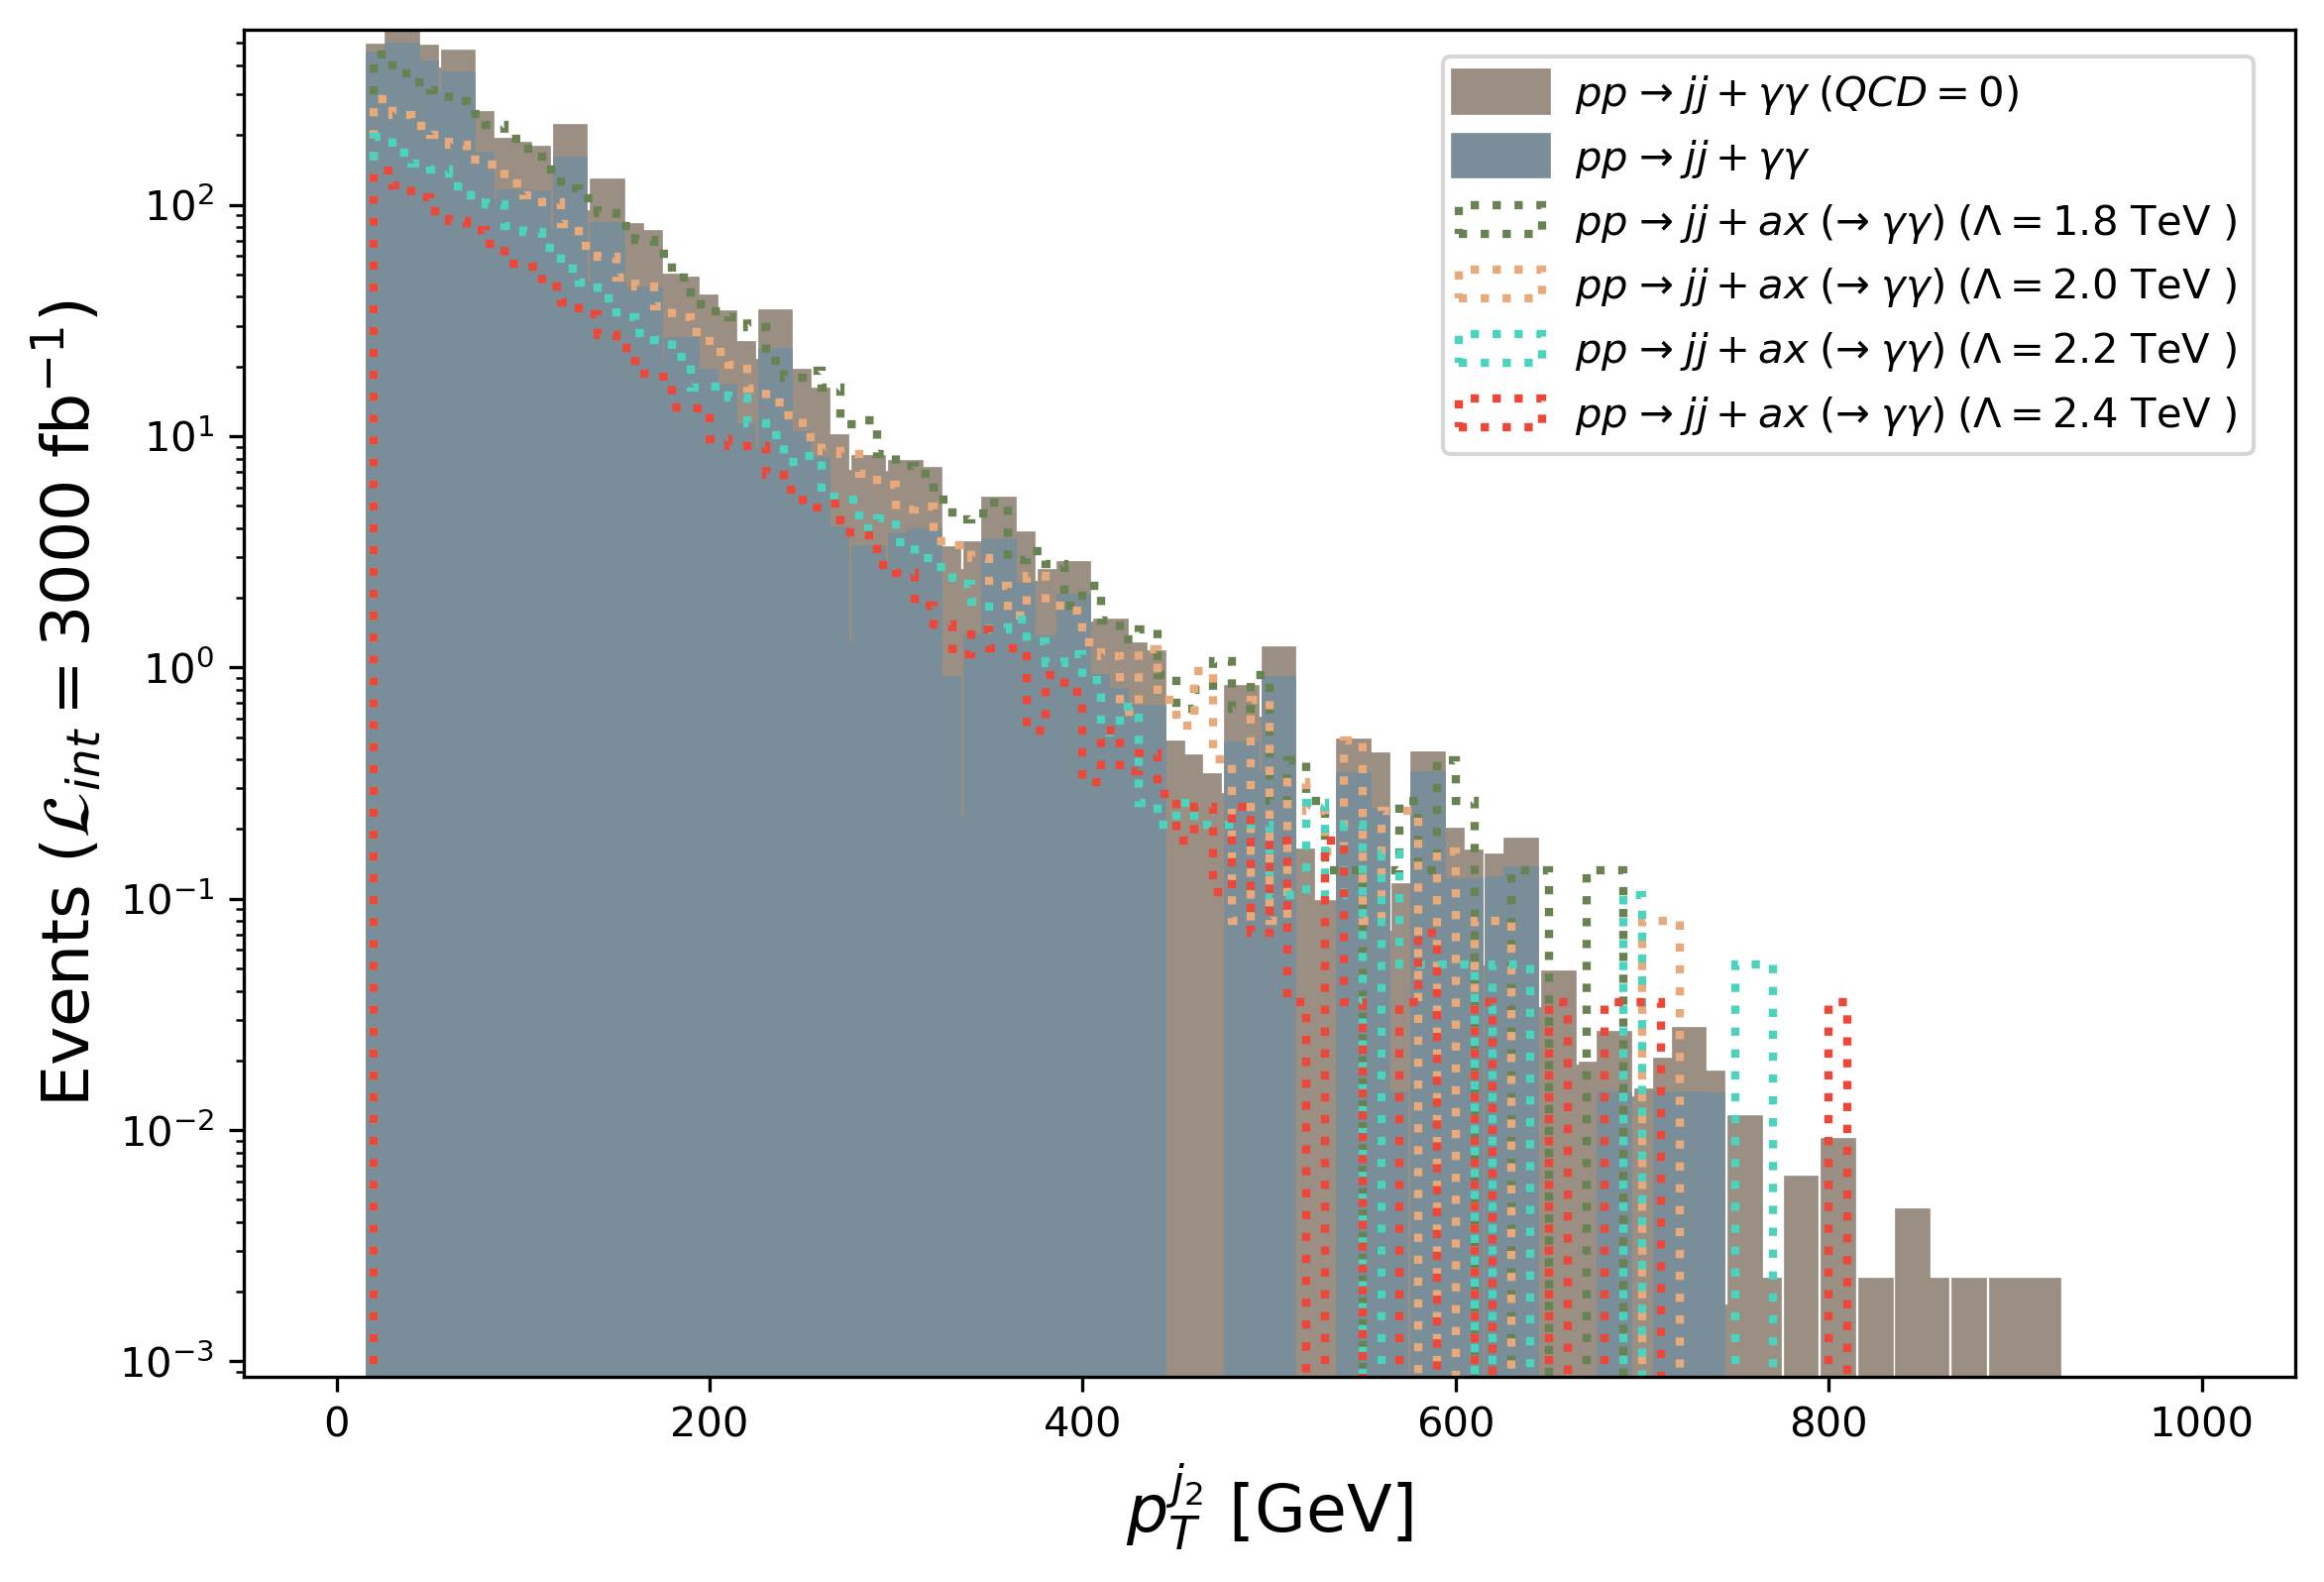 Events (ℒ_int = 3000 fb⁻¹)
10²
10¹
10⁰
10⁻¹
10⁻²
10⁻³
pp → jj + γγ (QCD = 0)
pp → jj + γγ
pp → jj + ax (→ γγ) (Λ = 1.8 TeV )
pp → jj + ax (→ γγ) (Λ = 2.0 TeV )
pp → jj + ax (→ γγ) (Λ = 2.2 TeV )
pp → jj + ax (→ γγ) (Λ = 2.4 TeV )
0 200 400 600 800 1000
p_T^{j_2} [GeV]